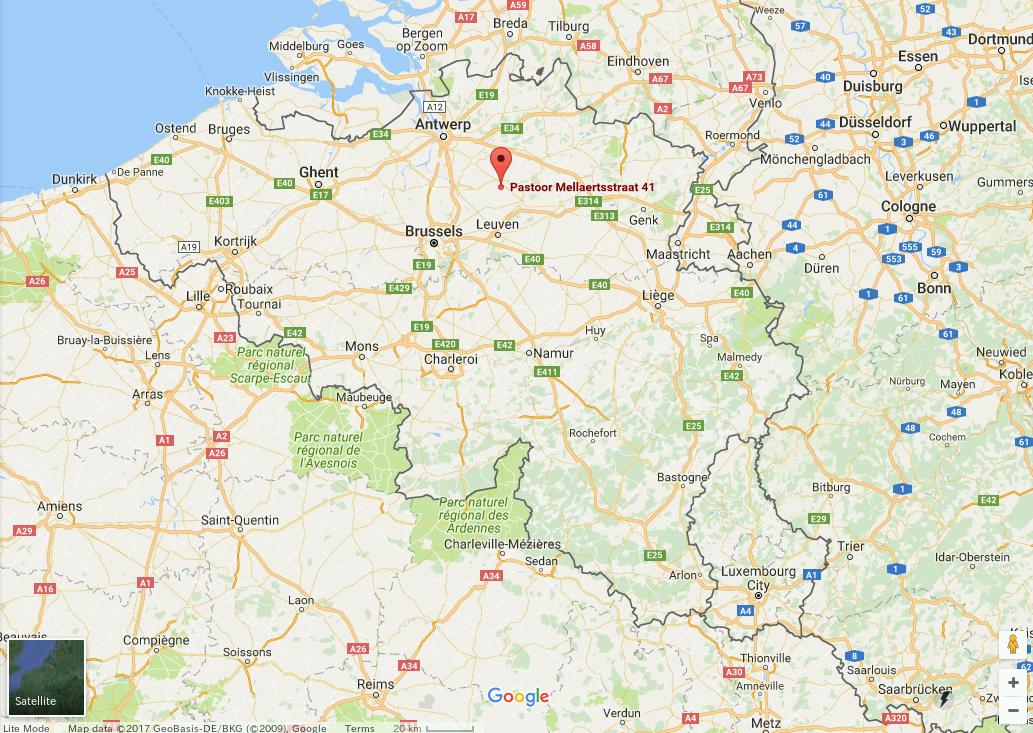 A59
A17
Weeze
52
Breda
57
Tilburg
Bergen
op Zoom
43
Dortmund
Middelburg
Goes
A58
Essen
Eindhoven
Vlissingen
A67
A73
40
Duisburg
A67
Knokke-Heist
E19
Venlo
A12
A2
1
Ostend
Bruges
E34
Antwerp
E34
44
Düsseldorf
Wuppertal
Roermond
52
46
3
E40
Mönchengladbach
De Panne
Ghent
Dunkirk
E40
Pastoor Mellaertsstraat 41
E25
Leverkusen
E17
61
E403
E314
Cologne
E313
Genk
Leuven
44
E314
1
Kortrijk
Brussels
A19
4
555
59
Maastricht
Aachen
553
E19
E40
Düren
3
A25
Bonn
A26
E429
E40
Roubaix
Liège
E40
1
61
Lille
Tournai
E19
Huy
E42
61
A23
Spa
Bruay-la-Buissière
E420
E42
Mons
Parc naturel
régional
Scarpe-Escaut
Lens
Namur
Neuwied
Charleroi
Malmedy
E411
E42
Koble
Nürburg
Mayen
Arras
Maubeuge
48
E25
48
A1
A2
Rochefort
Parc naturel
régional de
l'Avesnois
Cochem
61
A26
Bastogne
Bitburg
1
Amiens
Parc naturel
régional des
Ardennes
E42
Saint-Quentin
E29
A29
Charleville-Mézières
Trier
E25
Sedan
Idar-Oberstein
1
A34
Luxembourg
City
Arlon
A1
A16
A1
Laon
A4
Beauvais
Compiègne
Soissons
A26
8
Thionville
62
A34
A30
Saarlouis
Reims
Amnéville
Saarbrücken
Zw
Satellite
Google
Verdun
A4
A320
Metz
Lite Mode
Map data ©2017 GeoBasis-DE/BKG (©2009), Google
Terms
20 km